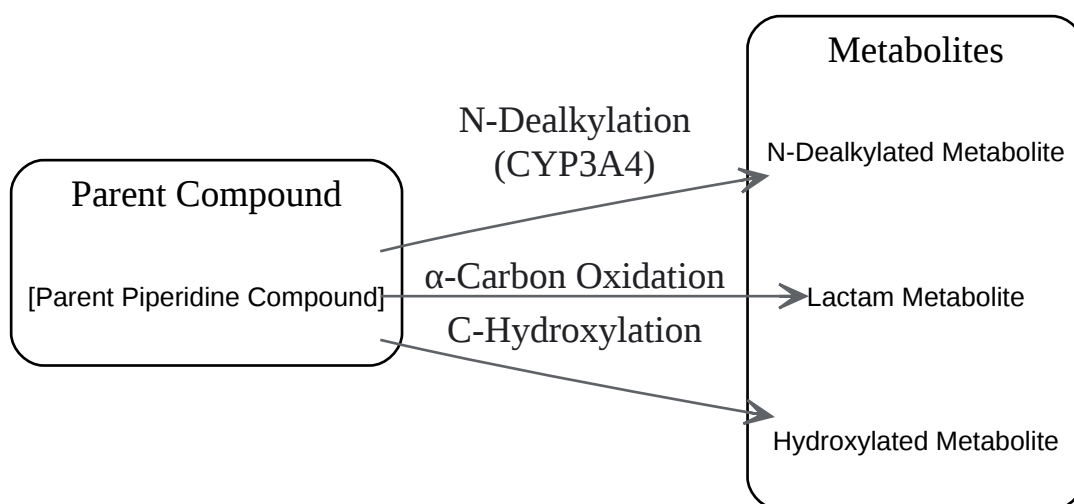 Parent Compound
[Parent Piperidine Compound]
N-Dealkylation
(CYP3A4)
α-Carbon Oxidation
C-Hydroxylation
Metabolites
N-Dealkylated Metabolite
Lactam Metabolite
Hydroxylated Metabolite